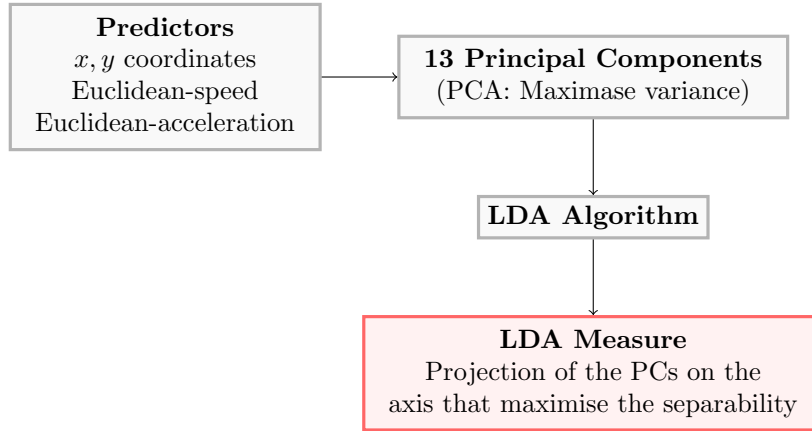 Predictors
x, y coordinates
Euclidean-speed
Euclidean-acceleration
13 Principal Components
(PCA: Maximase variance)
LDA Algorithm
LDA Measure
Projection of the PCs on the
axis that maximise the separability